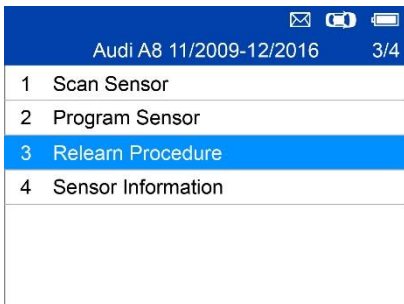 Audi A8 11/2009-12/2016 3/4
1 Scan Sensor
2 Program Sensor
3 Relearn Procedure
4 Sensor Information